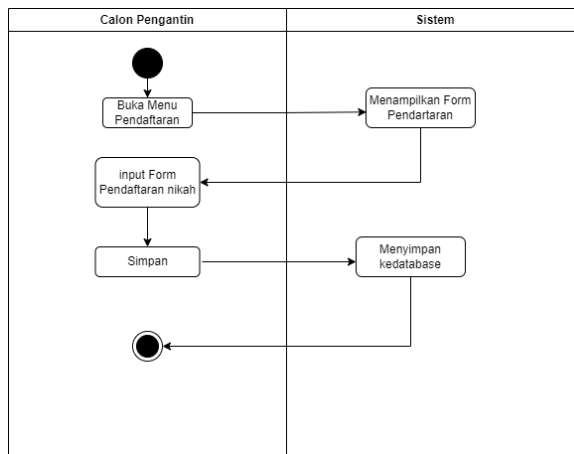 Calon Pengantin
Sistem
Buka Menu
Pendaftaran
Menampilkan Form
Pendartaran
input Form
Pendaftaran nikah
Simpan
Menyimpan
kedatabase